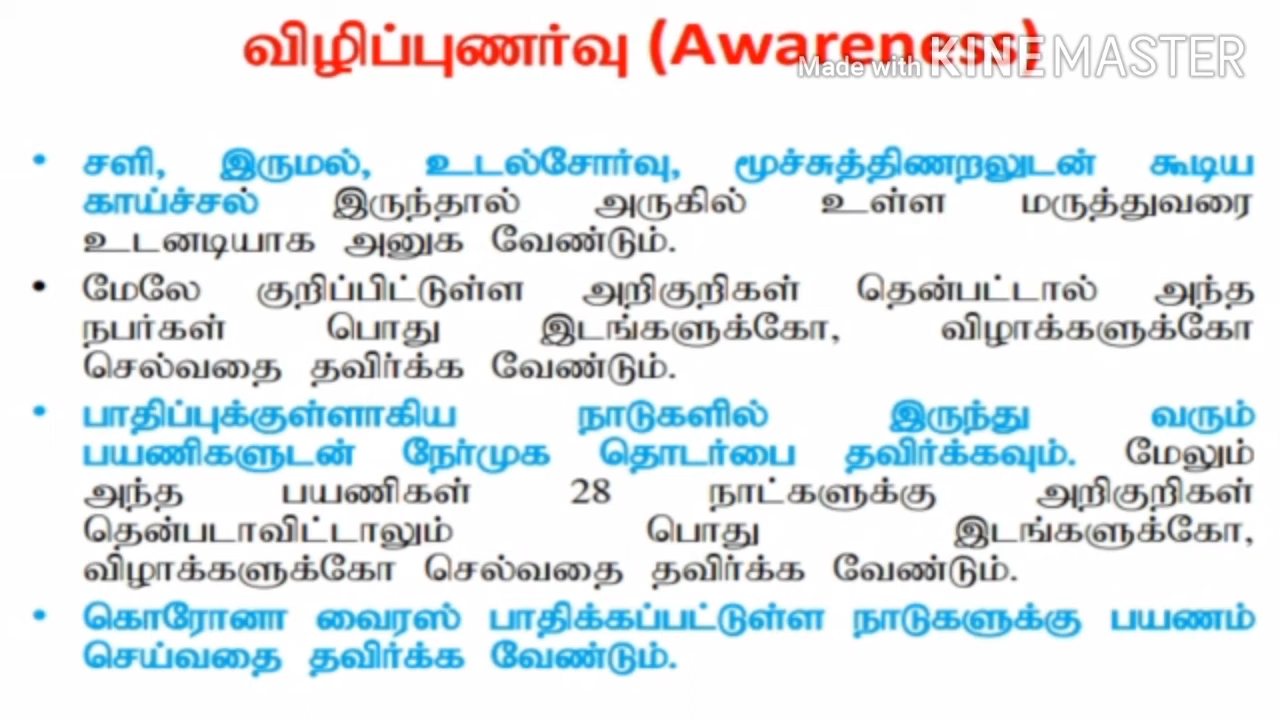 விழிப்புணர்வு (Awareness)
Made with KINEMASTER
• சளி, இருமல், உடல்சோர்வு, மூச்சுத்திணறலுடன் கூடிய
காய்ச்சல் இருந்தால் அருகில் உள்ள மருத்துவரை
உடனடியாக அனுக வேண்டும்.
• மேலே குறிப்பிட்டுள்ள அறிகுறிகள் தென்பட்டால் அந்த
நபர்கள் பொது இடங்களுக்கோ, விழாக்களுக்கோ
செல்வதை தவிர்க்க வேண்டும்.
• பாதிப்புக்குள்ளாகிய நாடுகளில் இருந்து வரும்
பயணிகளுடன் நேர்முக தொடர்பை தவிர்க்கவும். மேலும்
அந்த பயணிகள் 28 நாட்களுக்கு அறிகுறிகள்
தென்படாவிட்டாலும் பொது இடங்களுக்கோ,
விழாக்களுக்கோ செல்வதை தவிர்க்க வேண்டும்.
• கொரோனா வைரஸ் பாதிக்கப்பட்டுள்ள நாடுகளுக்கு பயணம்
செய்வதை தவிர்க்க வேண்டும்.